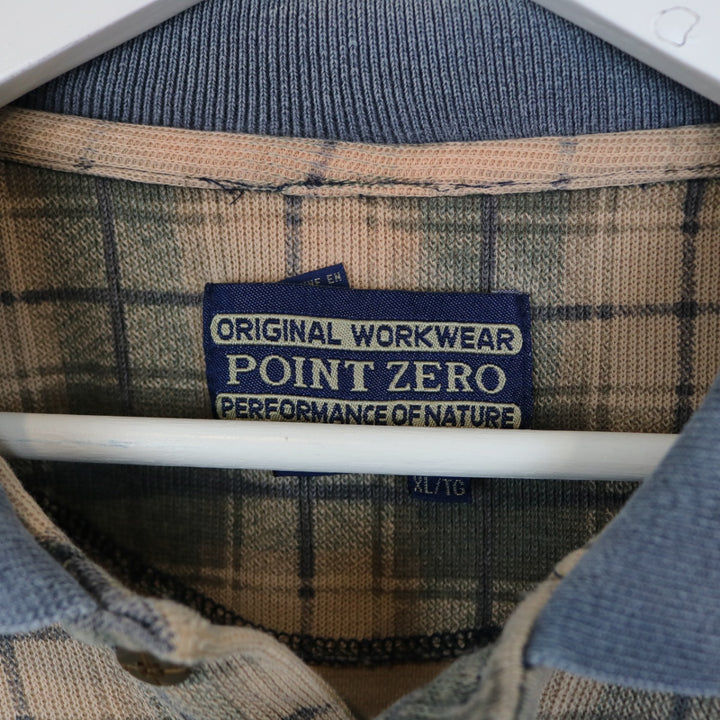 ORIGINAL WORKWEAR
POINT ZERO
PERFORMANCE OF NATURE
XL/TG